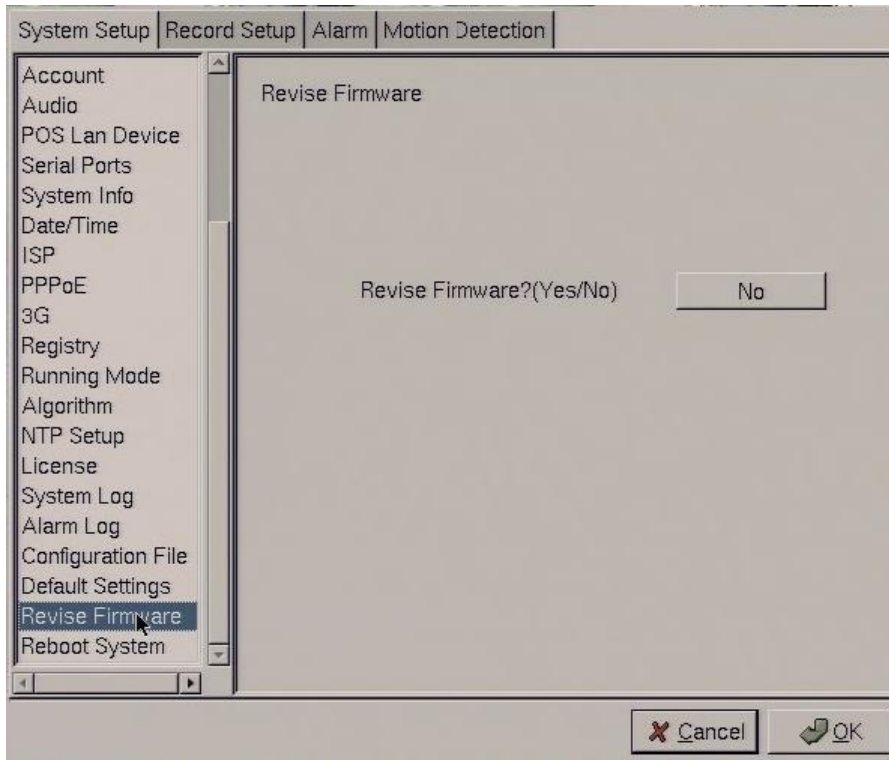 System Setup Record Setup Alarm Motion Detection
Account
Audio
POS Lan Device
Serial Ports
System Info
Date/Time
ISP
PPPoE
3G
Registry
Running Mode
Algorithm
NTP Setup
License
System Log
Alarm Log
Configuration File
Default Settings
Revise Firmware
Reboot System
Revise Firmware
Revise Firmware?(Yes/No) No
Cancel OK